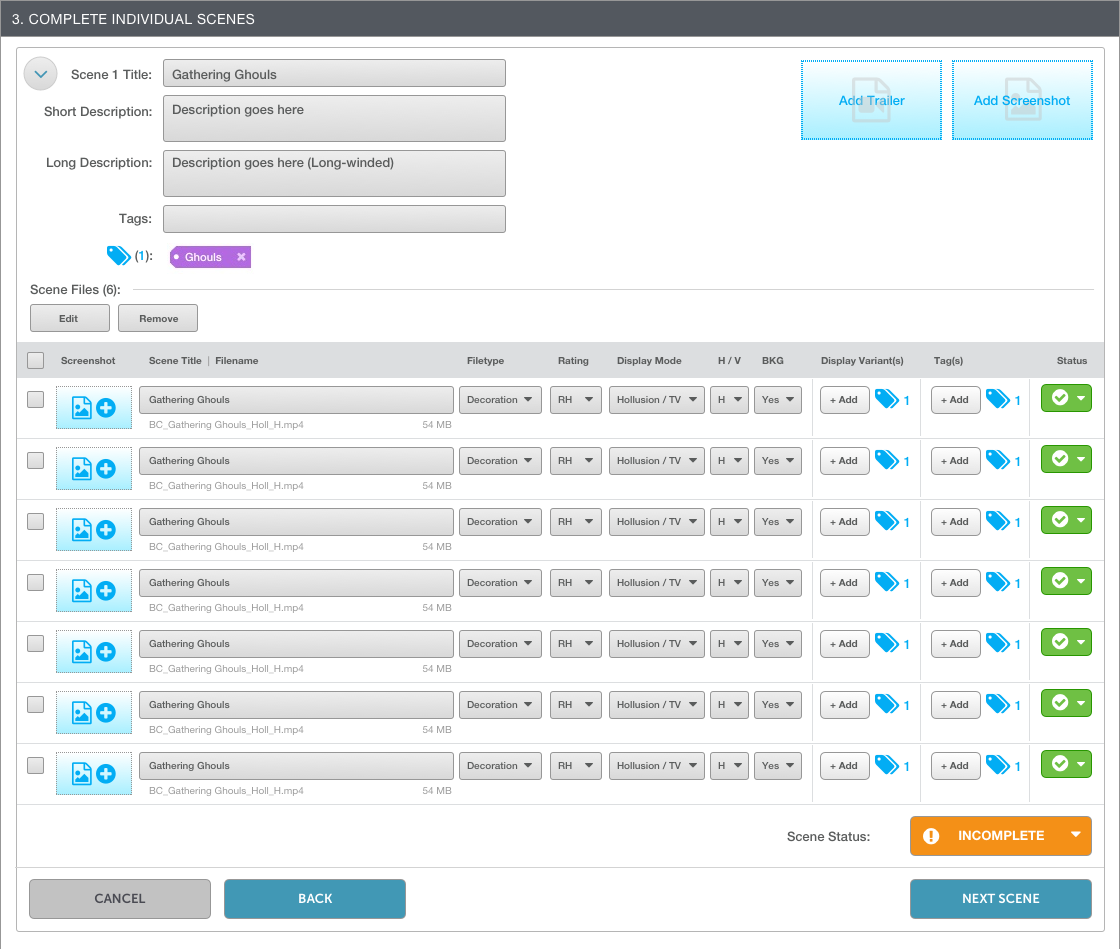 3. COMPLETE INDIVIDUAL SCENES
Scene 1 Title: Gathering Ghouls
Add Trailer Add Screenshot
Short Description: Description goes here
Long Description: Description goes here (Long-winded)
Tags:
(1): Ghouls ×
Scene Files (6):
Edit Remove
Screenshot Scene Title | Filename Filetype Rating Display Mode H / V BKG Display Variant(s) Tag(s) Status
Gathering Ghouls Decoration RH Hollusion / TV H Yes + Add 1 + Add 1
BC_Gathering Ghouls_Holl_H.mp4 54 MB
Gathering Ghouls Decoration RH Hollusion / TV H Yes + Add 1 + Add 1
BC_Gathering Ghouls_Holl_H.mp4 54 MB
Gathering Ghouls Decoration RH Hollusion / TV H Yes + Add 1 + Add 1
BC_Gathering Ghouls_Holl_H.mp4 54 MB
Gathering Ghouls Decoration RH Hollusion / TV H Yes + Add 1 + Add 1
BC_Gathering Ghouls_Holl_H.mp4 54 MB
Gathering Ghouls Decoration RH Hollusion / TV H Yes + Add 1 + Add 1
BC_Gathering Ghouls_Holl_H.mp4 54 MB
Gathering Ghouls Decoration RH Hollusion / TV H Yes + Add 1 + Add 1
BC_Gathering Ghouls_Holl_H.mp4 54 MB
Gathering Ghouls Decoration RH Hollusion / TV H Yes + Add 1 + Add 1
BC_Gathering Ghouls_Holl_H.mp4 54 MB
Scene Status: INCOMPLETE
CANCEL BACK NEXT SCENE